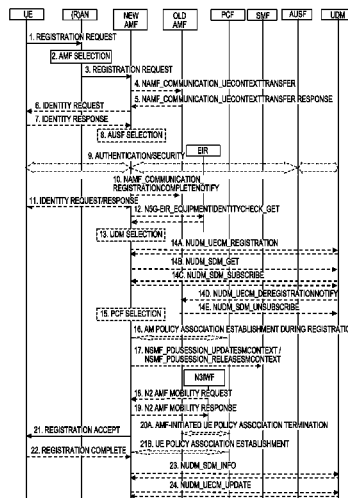 UE
(R)AN
NEW AMF
OLD AMF
PCF
SMF
AUSF
UDM
1. REGISTRATION REQUEST
2. AMF SELECTION
3. REGISTRATION REQUEST
4. NAMF_COMMUNICATION_UECONTEXTTRANSFER
5. NAMF_COMMUNICATION_UECONTEXTTRANSFER RESPONSE
6. IDENTITY REQUEST
7. IDENTITY RESPONSE
8. AUSF SELECTION
EIR
9. AUTHENTICATION/SECURITY
10. NAMF_COMMUNICATION_
REGISTRATIONCOMPLETENOTIFY
11. IDENTITY REQUEST/RESPONSE
12. N5G-EIR_EQUIPMENTIDENTITYCHECK_GET
13. UDM SELECTION
14A. NUDM_UECM_REGISTRATION
14B. NUDM_SDM_GET
14C. NUDM_SDM_SUBSCRIBE
14D. NUDM_UECM_DEREGISTRATIONNOTIFY
14E. NUDM_SDM_UNSUBSCRIBE
15. PCF SELECTION
16. AM POLICY ASSOCIATION ESTABLISHMENT DURING REGISTRATION
17. NSMF_PDUSESSION_UPDATESMCONTEXT /
NSMF_PDUSESSION_RELEASESMCONTEXT
N3IWF
18. N2 AMF MOBILITY REQUEST
19. N2 AMF MOBILITY RESPONSE
20A. AMF-INITIATED UE POLICY ASSOCIATION TERMINATION
21. REGISTRATION ACCEPT
21B. UE POLICY ASSOCIATION ESTABLISHMENT
22. REGISTRATION COMPLETE
23. NUDM_SDM_INFO
24. NUDM_UECM_UPDATE